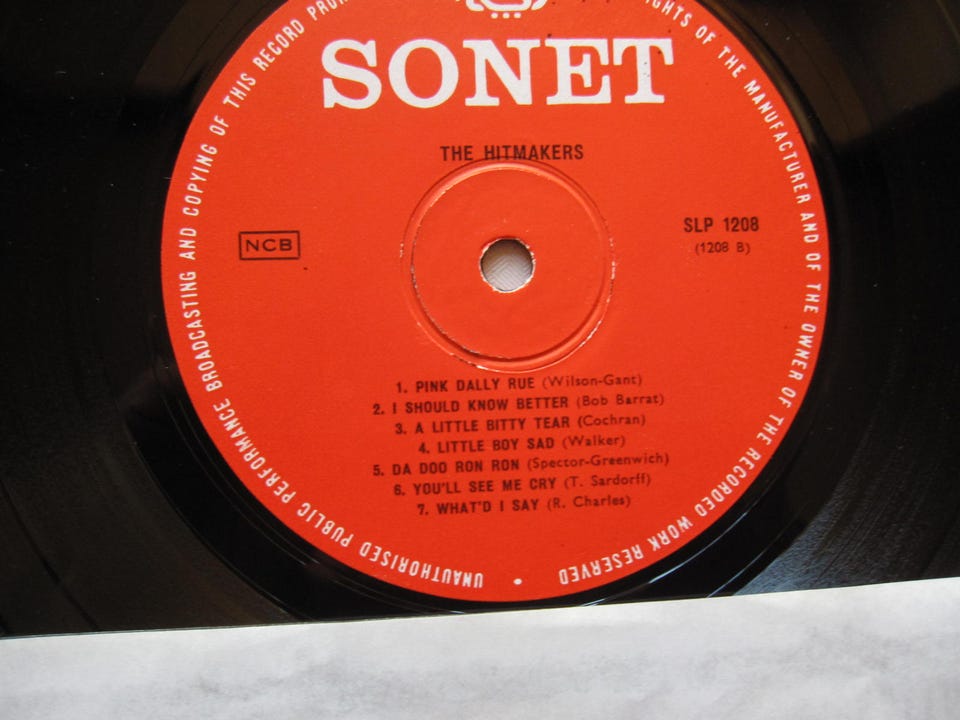 SONET
THE HITMAKERS
NCB
SLP 1208
(1208 B)
1. PINK DALLY RUE (Wilson-Gant)
2. I SHOULD KNOW BETTER (Bob Barrat)
3. A LITTLE BITTY TEAR (Cochran)
4. LITTLE BOY SAD (Walker)
5. DA DOO RON RON (Spector-Greenwich)
6. YOU'LL SEE ME CRY (T. Sardorff)
7. WHAT'D I SAY (R. Charles)
UNAUTHORISED PUBLIC PERFORMANCE BROADCASTING AND COPYING OF THIS RECORD
RIGHTS OF THE MANUFACTURER AND OF THE OWNER OF THE RECORDED WORK RESERVED